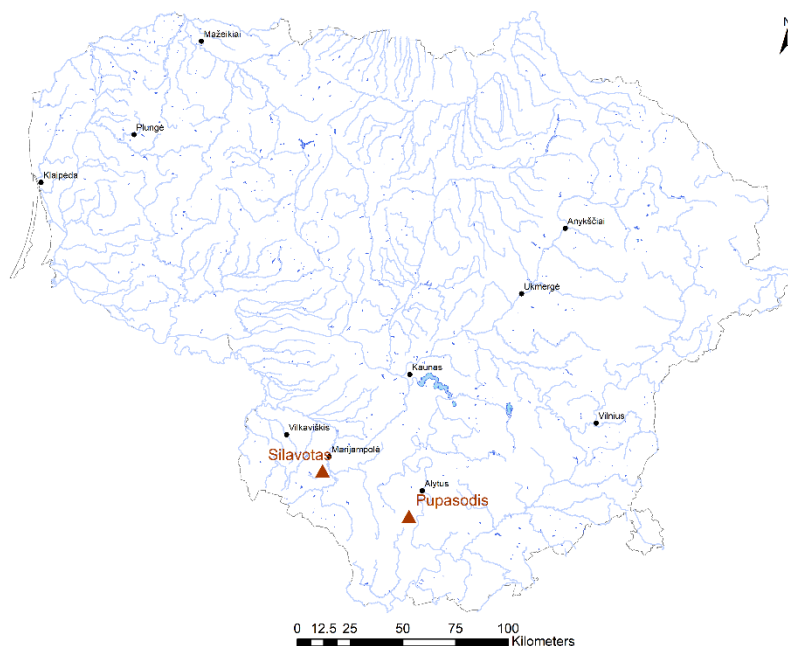 N
Mažeikiai
Plungė
Klaipėda
Anykščiai
Ukmergė
Kaunas
Vilnius
Vilkaviškis
Marijampolė
Silavotas
Alytus
Pupasodis
0 12.5 25 50 75 100
Kilometers